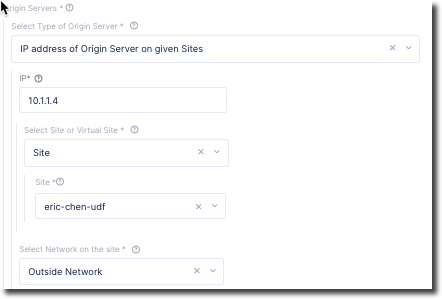 Origin Servers *
Select Type of Origin Server *
IP address of Origin Server on given Sites
IP*
10.1.1.4
Select Site or Virtual Site *
Site
Site *
eric-chen-udf
Select Network on the site *
Outside Network